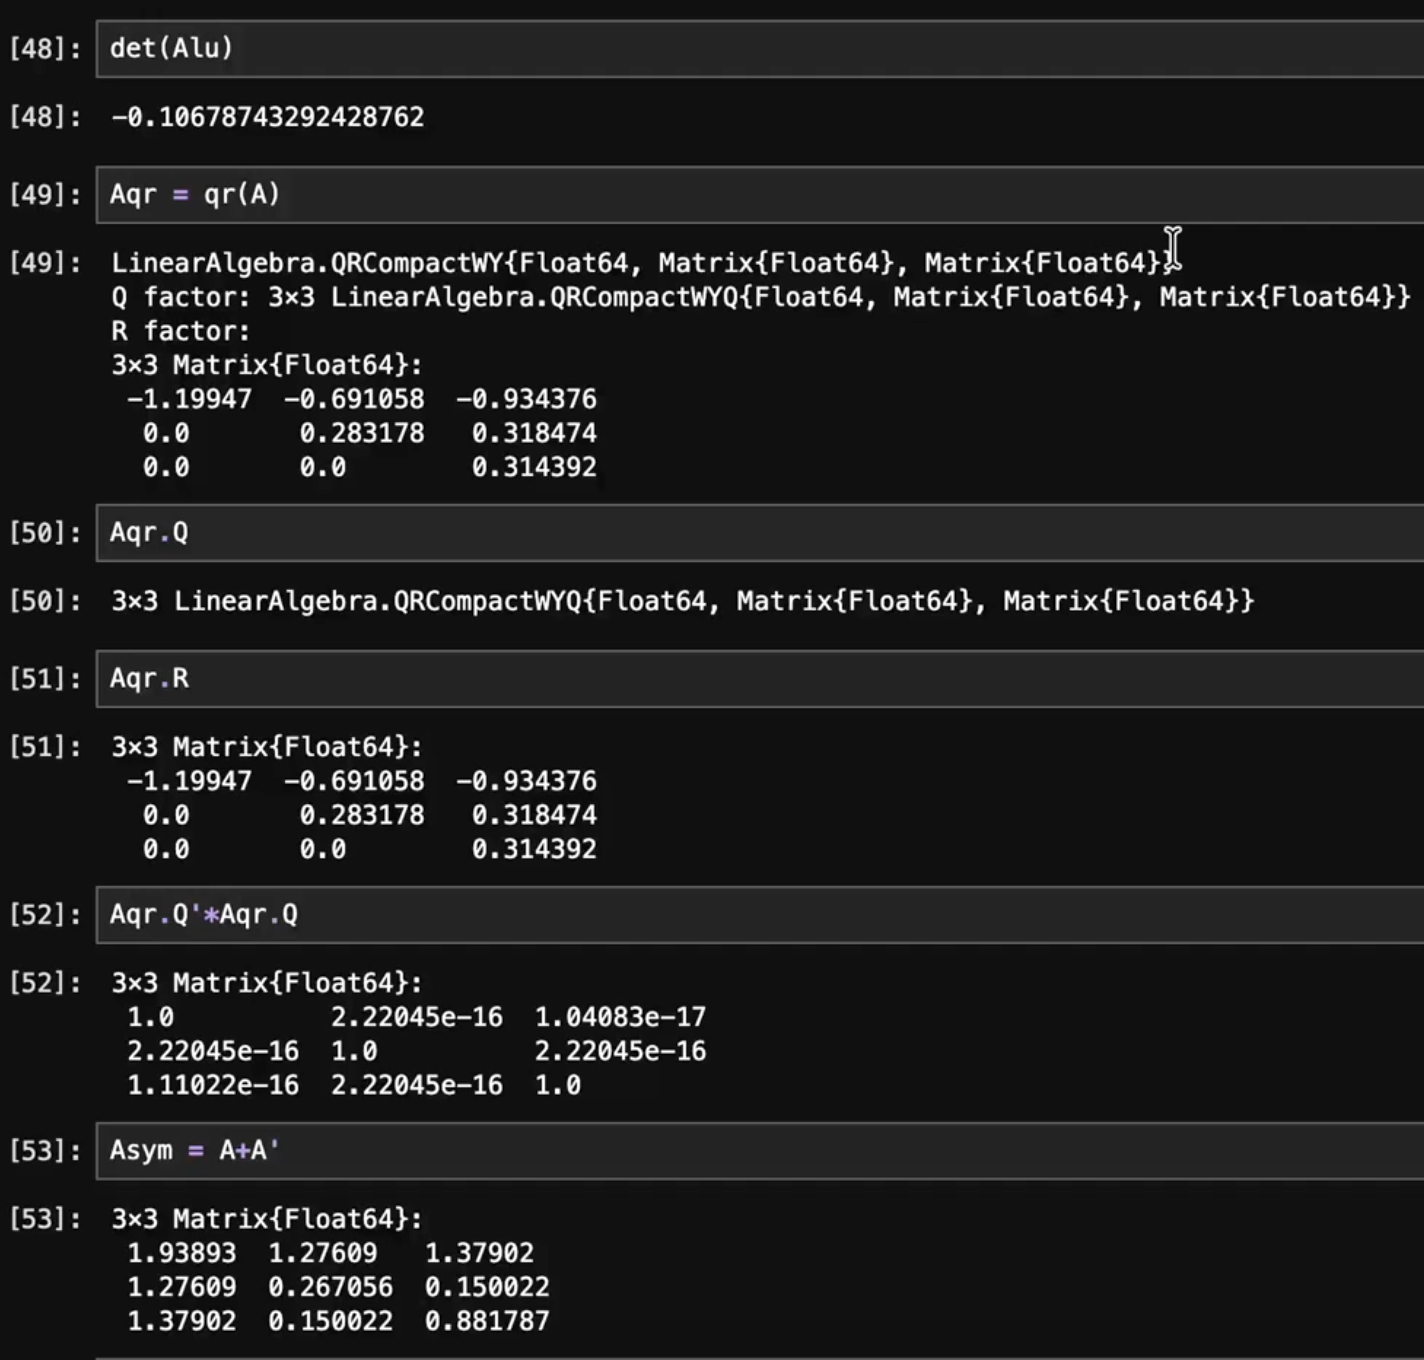 [48]: det(Alu)
[48]: -0.10678743292428762
[49]: Aqr = qr(A)
[49]: LinearAlgebra.QRCompactWY{Float64, Matrix{Float64}, Matrix{Float64}}
Q factor: 3×3 LinearAlgebra.QRCompactWYQ{Float64, Matrix{Float64}, Matrix{Float64}}
R factor:
3×3 Matrix{Float64}:
-1.19947 -0.691058 -0.934376
0.0 0.283178 0.318474
0.0 0.0 0.314392
[50]: Aqr.Q
[50]: 3×3 LinearAlgebra.QRCompactWYQ{Float64, Matrix{Float64}, Matrix{Float64}}
[51]: Aqr.R
[51]: 3×3 Matrix{Float64}:
-1.19947 -0.691058 -0.934376
0.0 0.283178 0.318474
0.0 0.0 0.314392
[52]: Aqr.Q'*Aqr.Q
[52]: 3×3 Matrix{Float64}:
1.0 2.22045e-16 1.04083e-17
2.22045e-16 1.0 2.22045e-16
1.11022e-16 2.22045e-16 1.0
[53]: Asym = A+A'
[53]: 3×3 Matrix{Float64}:
1.93893 1.27609 1.37902
1.27609 0.267056 0.150022
1.37902 0.150022 0.881787